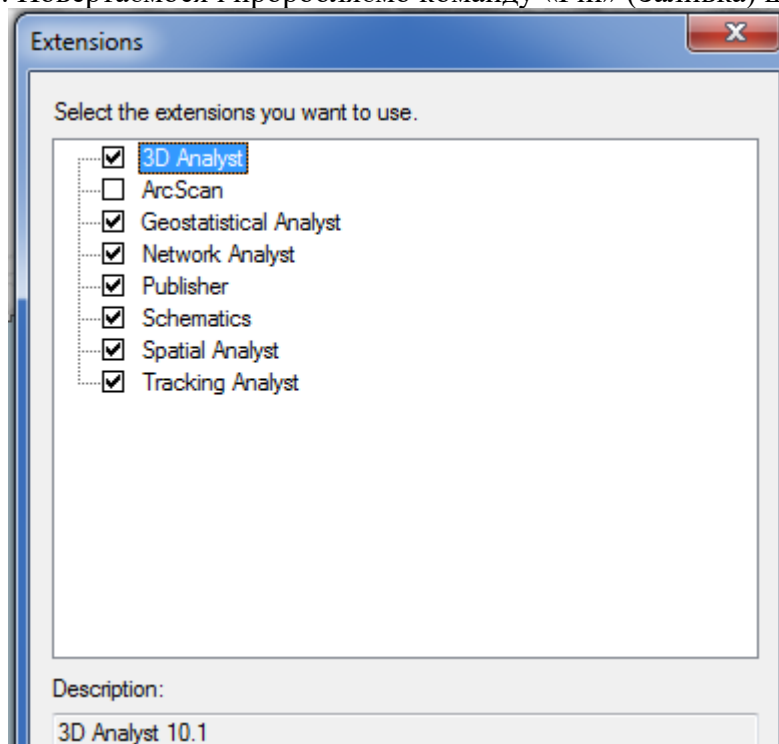 Extensions
Select the extensions you want to use.
3D Analyst
ArcScan
Geostatistical Analyst
Network Analyst
Publisher
Schematics
Spatial Analyst
Tracking Analyst
Description:
3D Analyst 10.1